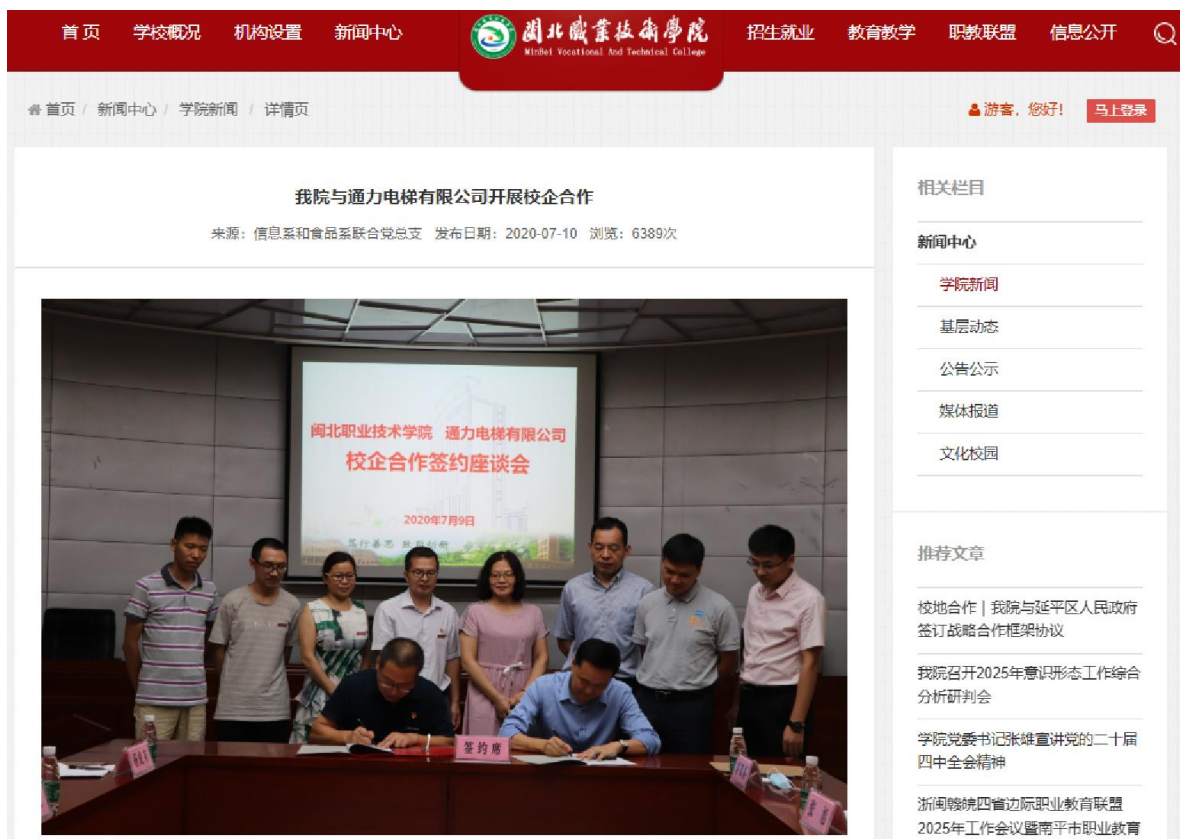 首页 学校概况 机构设置 新闻中心 闽北職業技術學院 招生就业 教育教学 职教联盟 信息公开
MinBei Vocational And Technical College
首页 / 新闻中心 / 学院新闻 / 详情页
游客，您好! 马上登录
我院与通力电梯有限公司开展校企合作
来源：信息系和食品系联合党总支 发布日期：2020-07-10 浏览：6389次
闽北职业技术学院 通力电梯有限公司
校企合作签约座谈会
2020年7月9日
签约席
相关栏目
新闻中心
学院新闻
基层动态
公告公示
媒体报道
文化校园
推荐文章
校地合作 | 我院与延平区人民政府
签订战略合作框架协议
我院召开2025年意识形态工作综合
分析研判会
学院党委书记张雄宣讲党的二十届
四中全会精神
浙闽赣皖四省边际职业教育联盟
2025年工作会议暨南平市职业教育